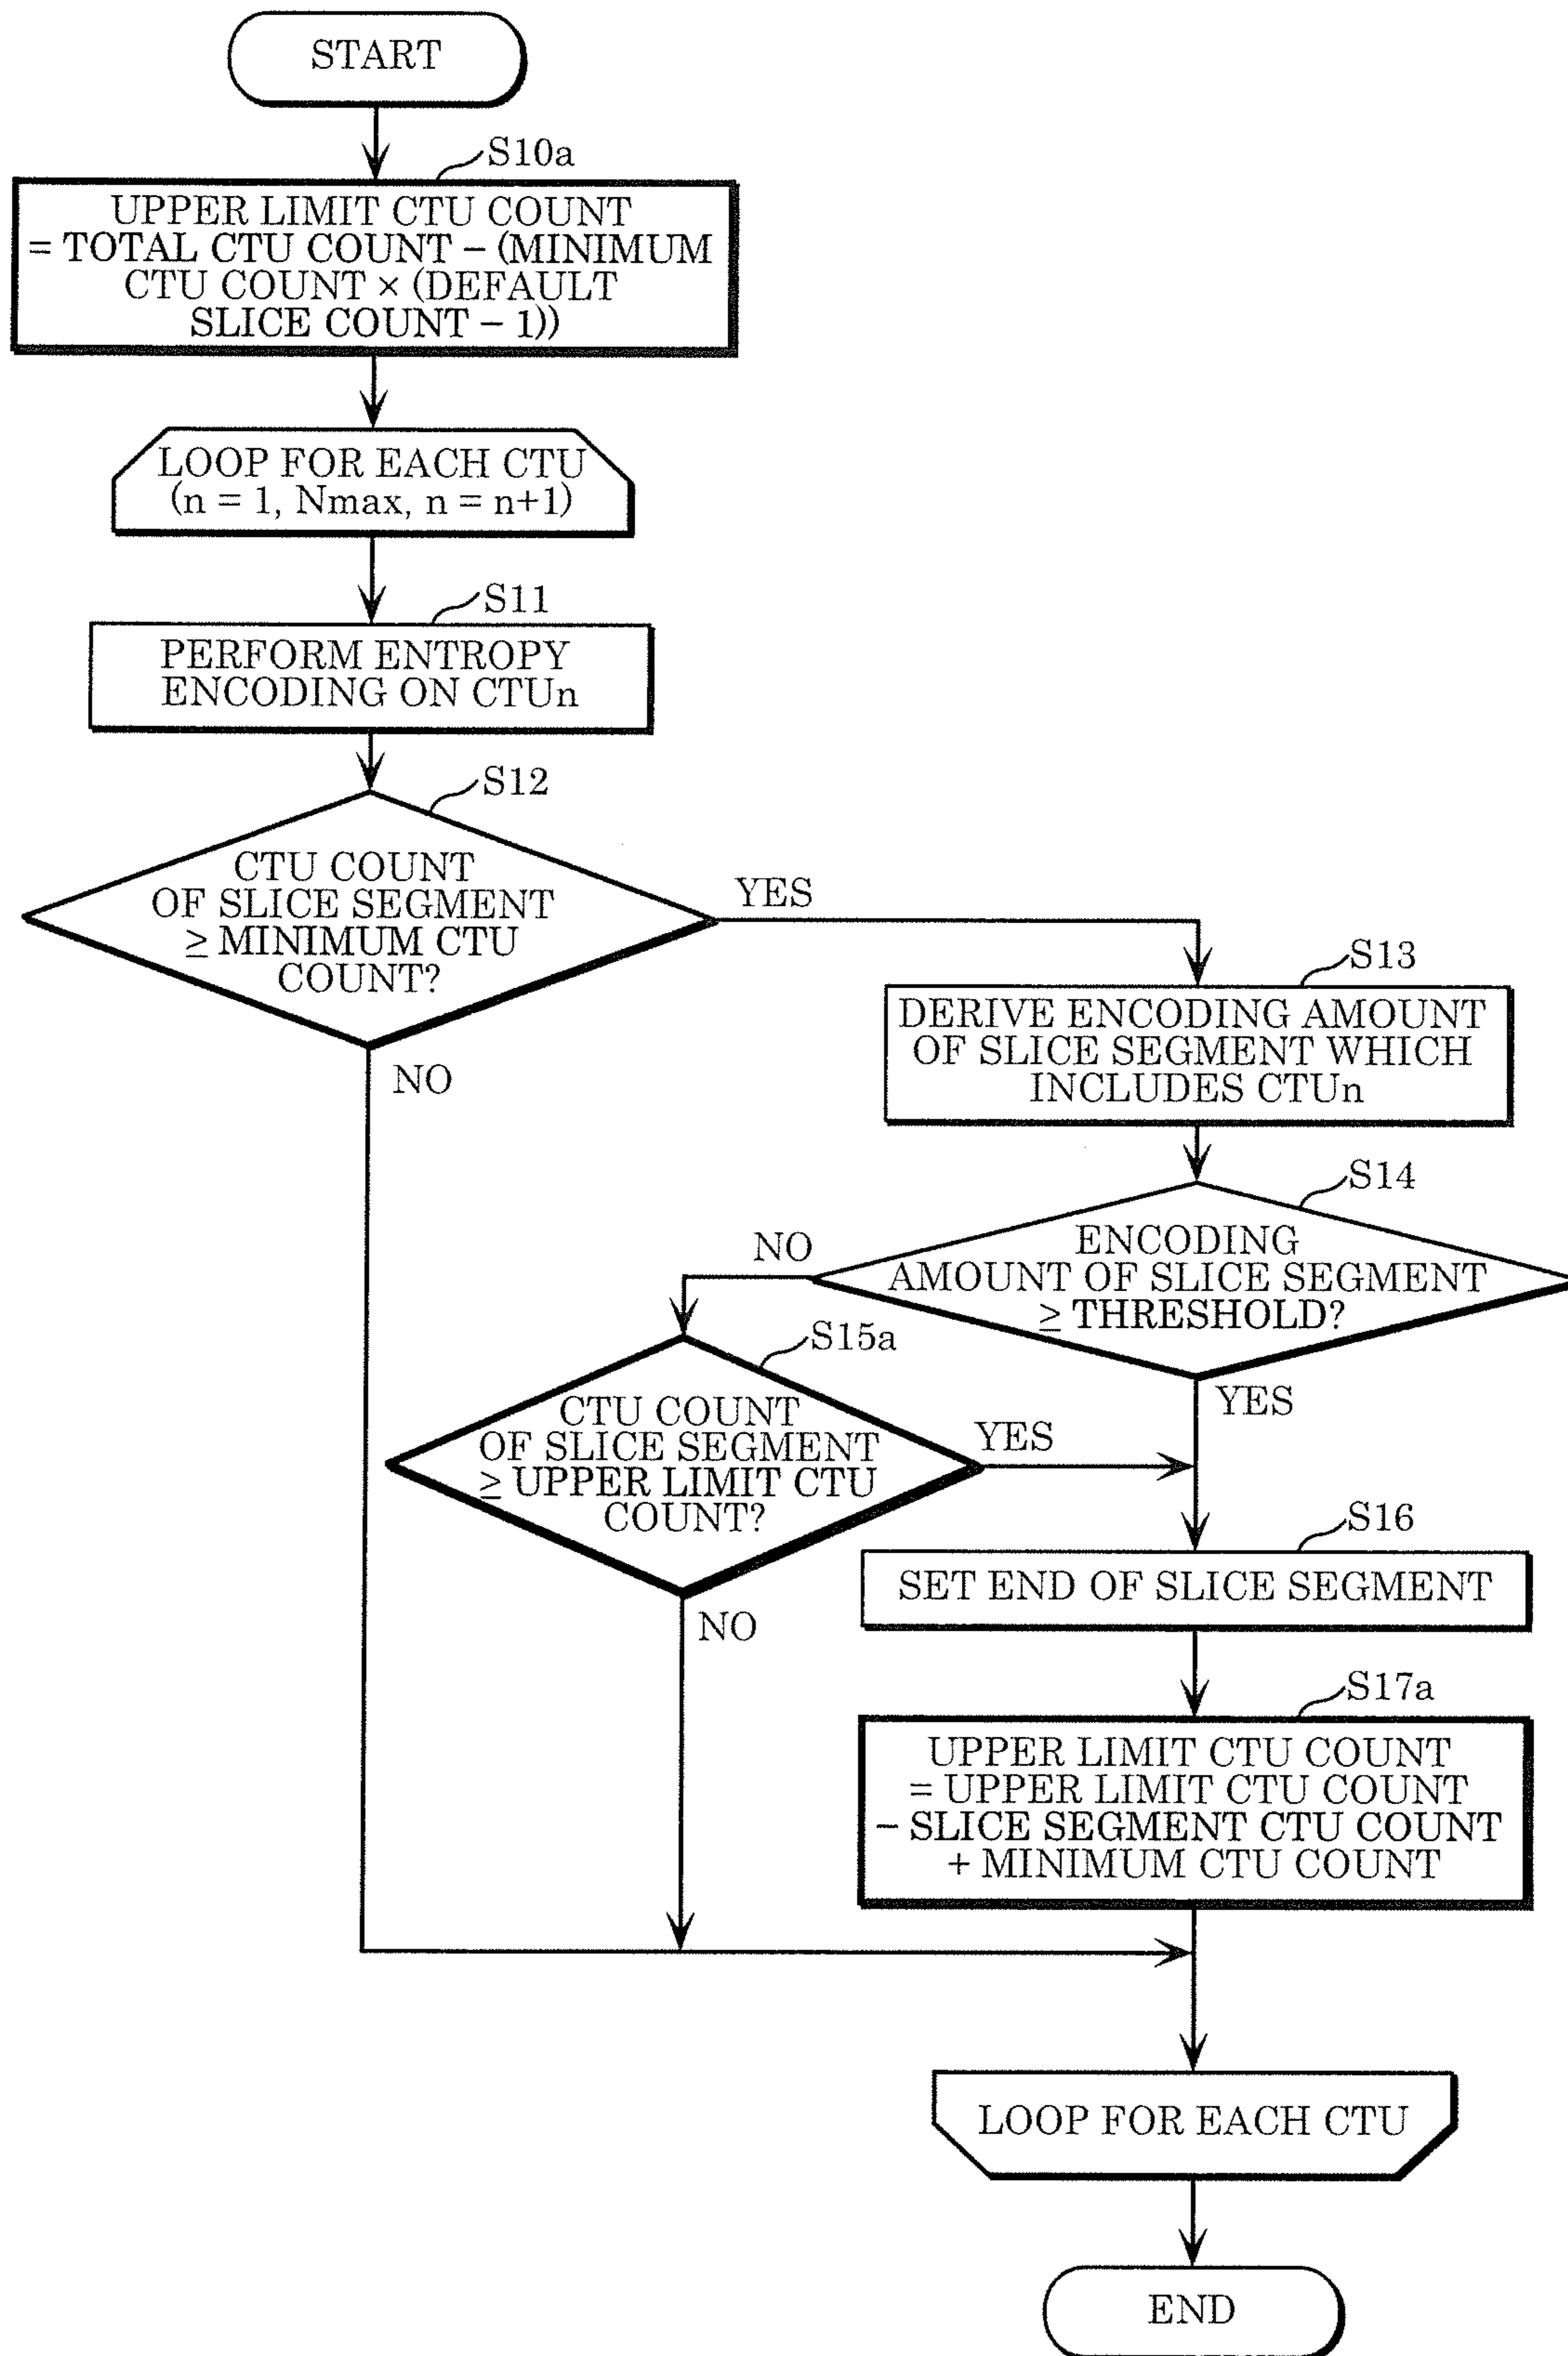 START
S10a
UPPER LIMIT CTU COUNT
= TOTAL CTU COUNT – (MINIMUM
CTU COUNT × (DEFAULT
SLICE COUNT – 1))
LOOP FOR EACH CTU
(n = 1, Nmax, n = n+1)
S11
PERFORM ENTROPY
ENCODING ON CTUn
S12
CTU COUNT
OF SLICE SEGMENT
≥ MINIMUM CTU
COUNT?
YES
NO
S13
DERIVE ENCODING AMOUNT
OF SLICE SEGMENT WHICH
INCLUDES CTUn
S14
ENCODING
AMOUNT OF SLICE SEGMENT
≥ THRESHOLD?
NO
YES
S15a
CTU COUNT
OF SLICE SEGMENT
≥ UPPER LIMIT CTU
COUNT?
YES
NO
S16
SET END OF SLICE SEGMENT
S17a
UPPER LIMIT CTU COUNT
= UPPER LIMIT CTU COUNT
– SLICE SEGMENT CTU COUNT
+ MINIMUM CTU COUNT
LOOP FOR EACH CTU
END